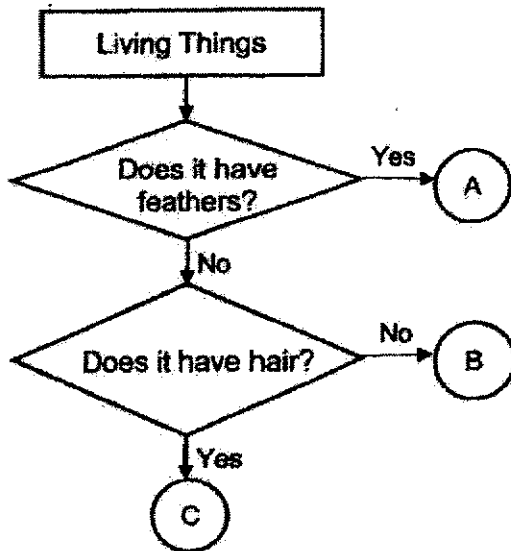 Living Things
Does it have
feathers?
Yes
A
No
Does it have hair?
No
B
Yes
C